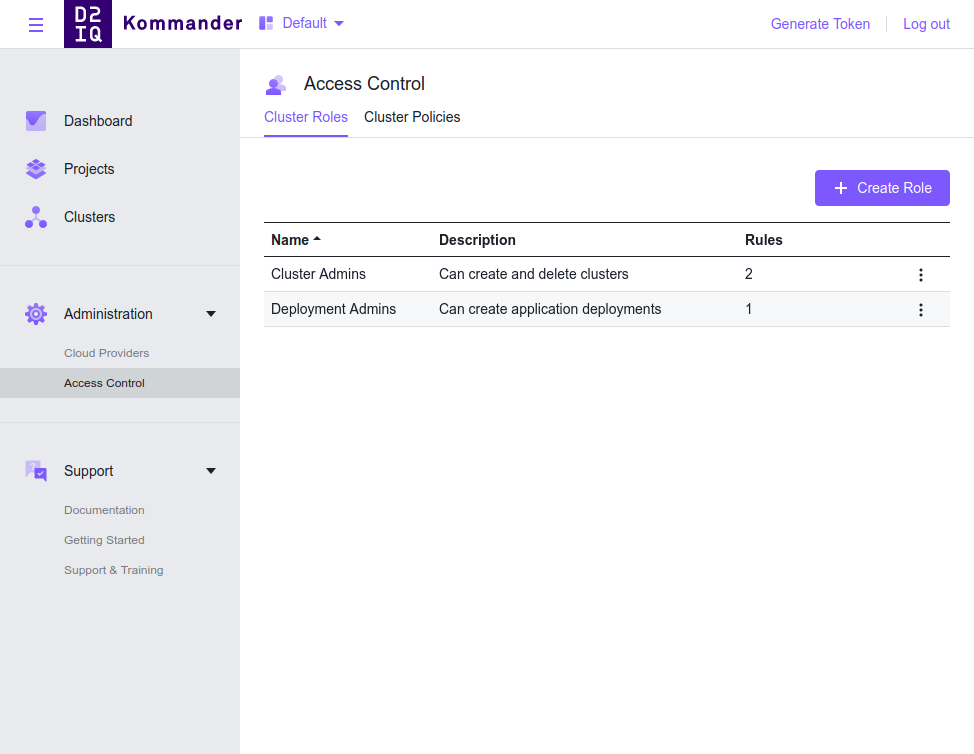 D2
IQ
Kommander
Default
Generate Token
Log out
Dashboard
Projects
Clusters
Administration
Cloud Providers
Access Control
Support
Documentation
Getting Started
Support & Training
Access Control
Cluster Roles Cluster Policies
+ Create Role
Name Description Rules
Cluster Admins Can create and delete clusters 2
Deployment Admins Can create application deployments 1